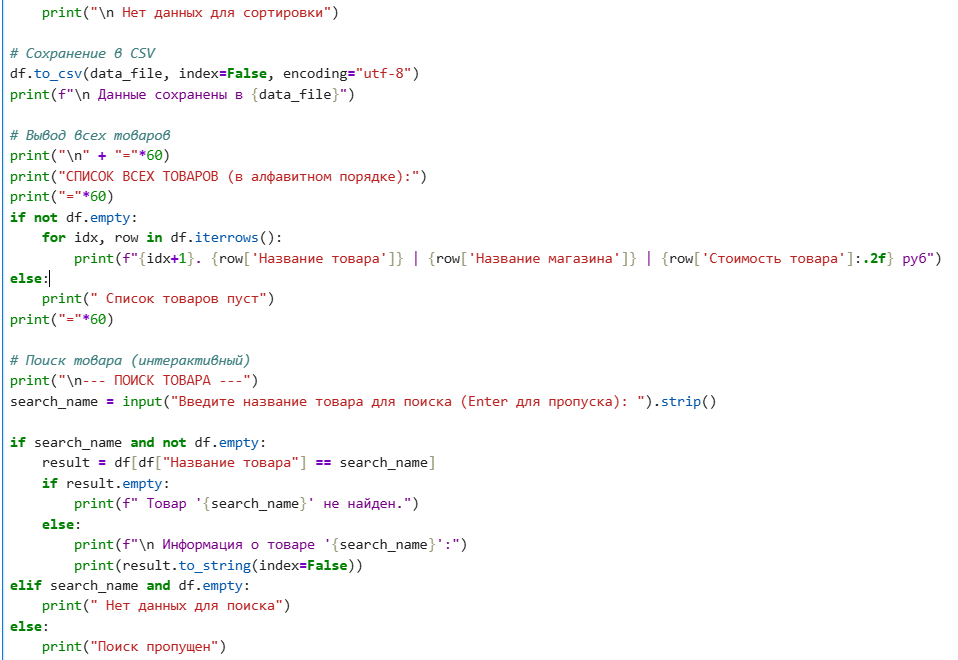 print("\n Нет данных для сортировки")

# Сохранение в CSV
df.to_csv(data_file, index=False, encoding="utf-8")
print(f"\n Данные сохранены в {data_file}")

# Вывод всех товаров
print("\n" + "="*60)
print("СПИСОК ВСЕХ ТОВАРОВ (в алфавитном порядке):")
print("="*60)
if not df.empty:
    for idx, row in df.iterrows():
        print(f"{idx+1}. {row['Название товара']} | {row['Название магазина']} | {row['Стоимость товара']:.2f} руб")
else:
    print(" Список товаров пуст")
print("="*60)

# Поиск товара (интерактивный)
print("\n--- ПОИСК ТОВАРА ---")
search_name = input("Введите название товара для поиска (Enter для пропуска): ").strip()

if search_name and not df.empty:
    result = df[df["Название товара"] == search_name]
    if result.empty:
        print(f" Товар '{search_name}' не найден.")
    else:
        print(f"\n Информация о товаре '{search_name}':")
        print(result.to_string(index=False))
elif search_name and df.empty:
    print(" Нет данных для поиска")
else:
    print("Поиск пропущен")